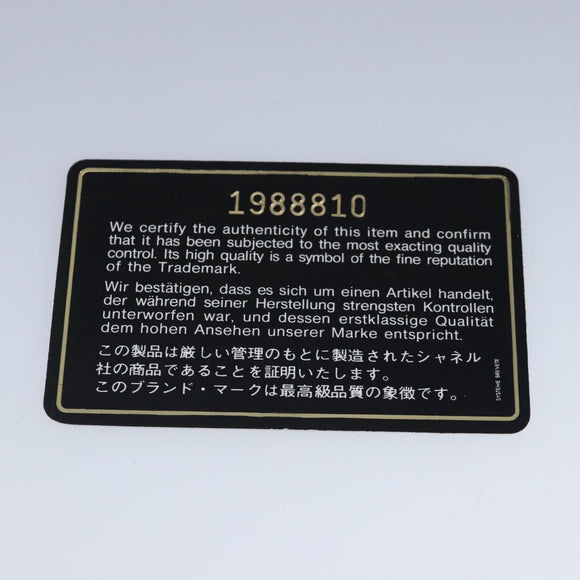 1988810
We certify the authenticity of this item and confirm
that it has been subjected to the most exacting quality
control. Its high quality is a symbol of the fine reputation
of the Trademark.
Wir bestätigen, dass es sich um einen Artikel handelt,
der während seiner Herstellung strengsten Kontrollen
unterworfen war, und dessen erstklassige Qualität
dem hohen Ansehen unserer Marke entspricht.
この製品は厳しい管理のもとに製造されたシャネル
社の商品であることを証明いたします。
このブランド・マークは最高級品質の象徴です。
SYSTEME BREVETE